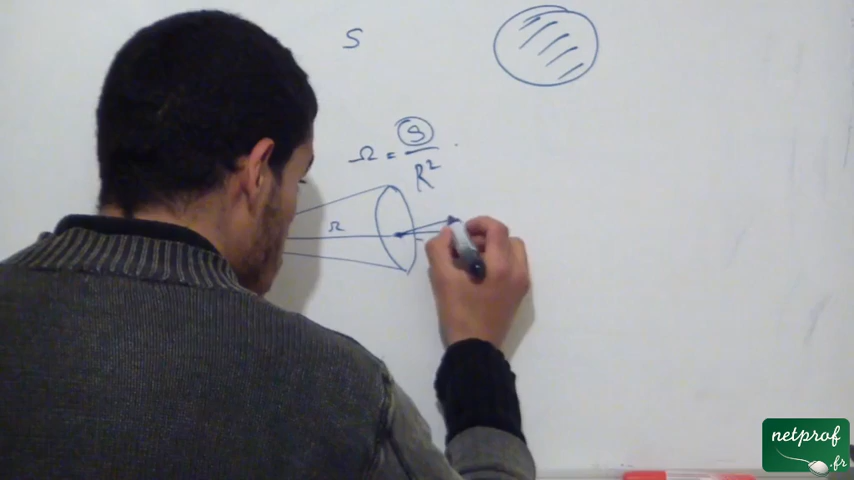 S
Ω = S
R²
Ω
netprof
.fr